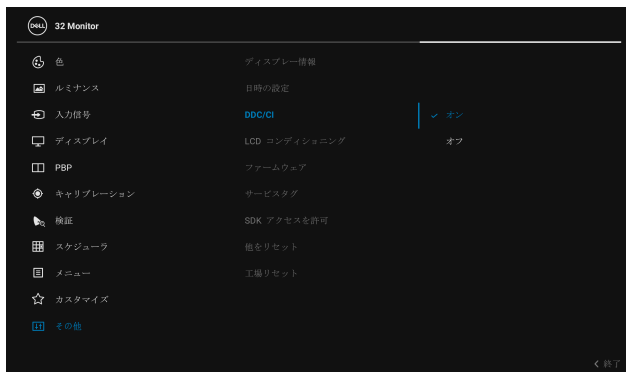 DELL 32 Monitor
色
ルミナンス
入力信号
ディスプレイ
PBP
キャリブレーション
検証
スケジューラ
メニュー
カスタマイズ
その他
ディスプレー情報
日時の設定
DDC/CI
LCD コンディショニング
ファームウェア
サービスタグ
SDK アクセスを許可
他をリセット
工場リセット
オン
オフ
終了